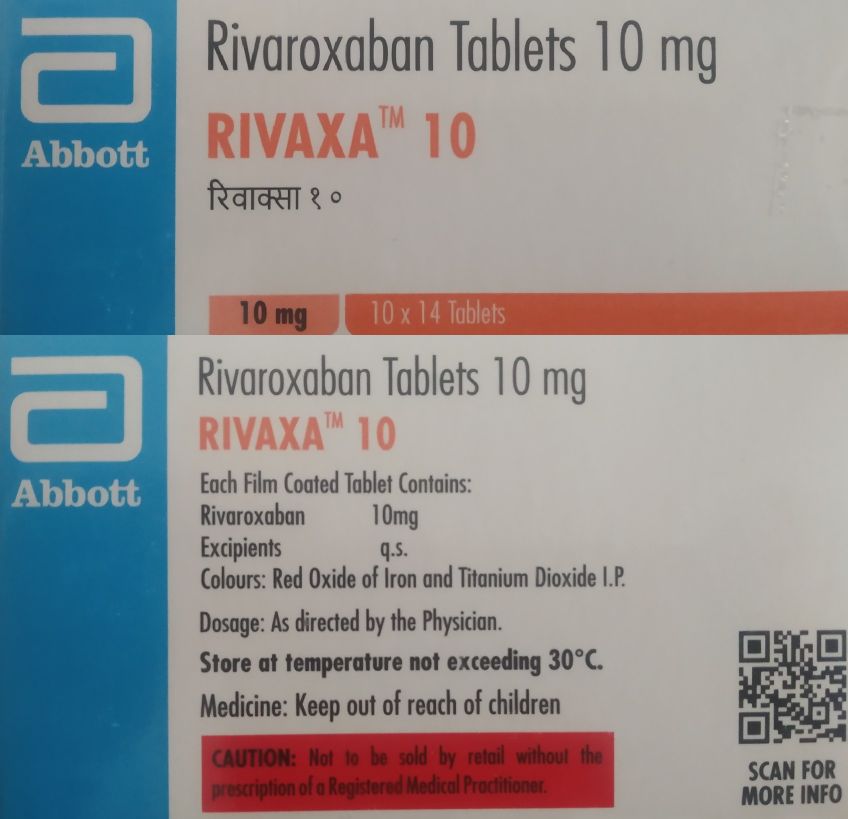 Abbott
Rivaroxaban Tablets 10 mg
RIVAXA™ 10
रिवाक्सा १०
10 mg 10 x 14 Tablets
Abbott
Rivaroxaban Tablets 10 mg
RIVAXA™ 10
Each Film Coated Tablet Contains:
Rivaroxaban 10mg
Excipients q.s.
Colours: Red Oxide of Iron and Titanium Dioxide I.P.
Dosage: As directed by the Physician.
Store at temperature not exceeding 30°C.
Medicine: Keep out of reach of children
CAUTION: Not to be sold by retail without the
prescription of a Registered Medical Practitioner.
SCAN FOR
MORE INFO